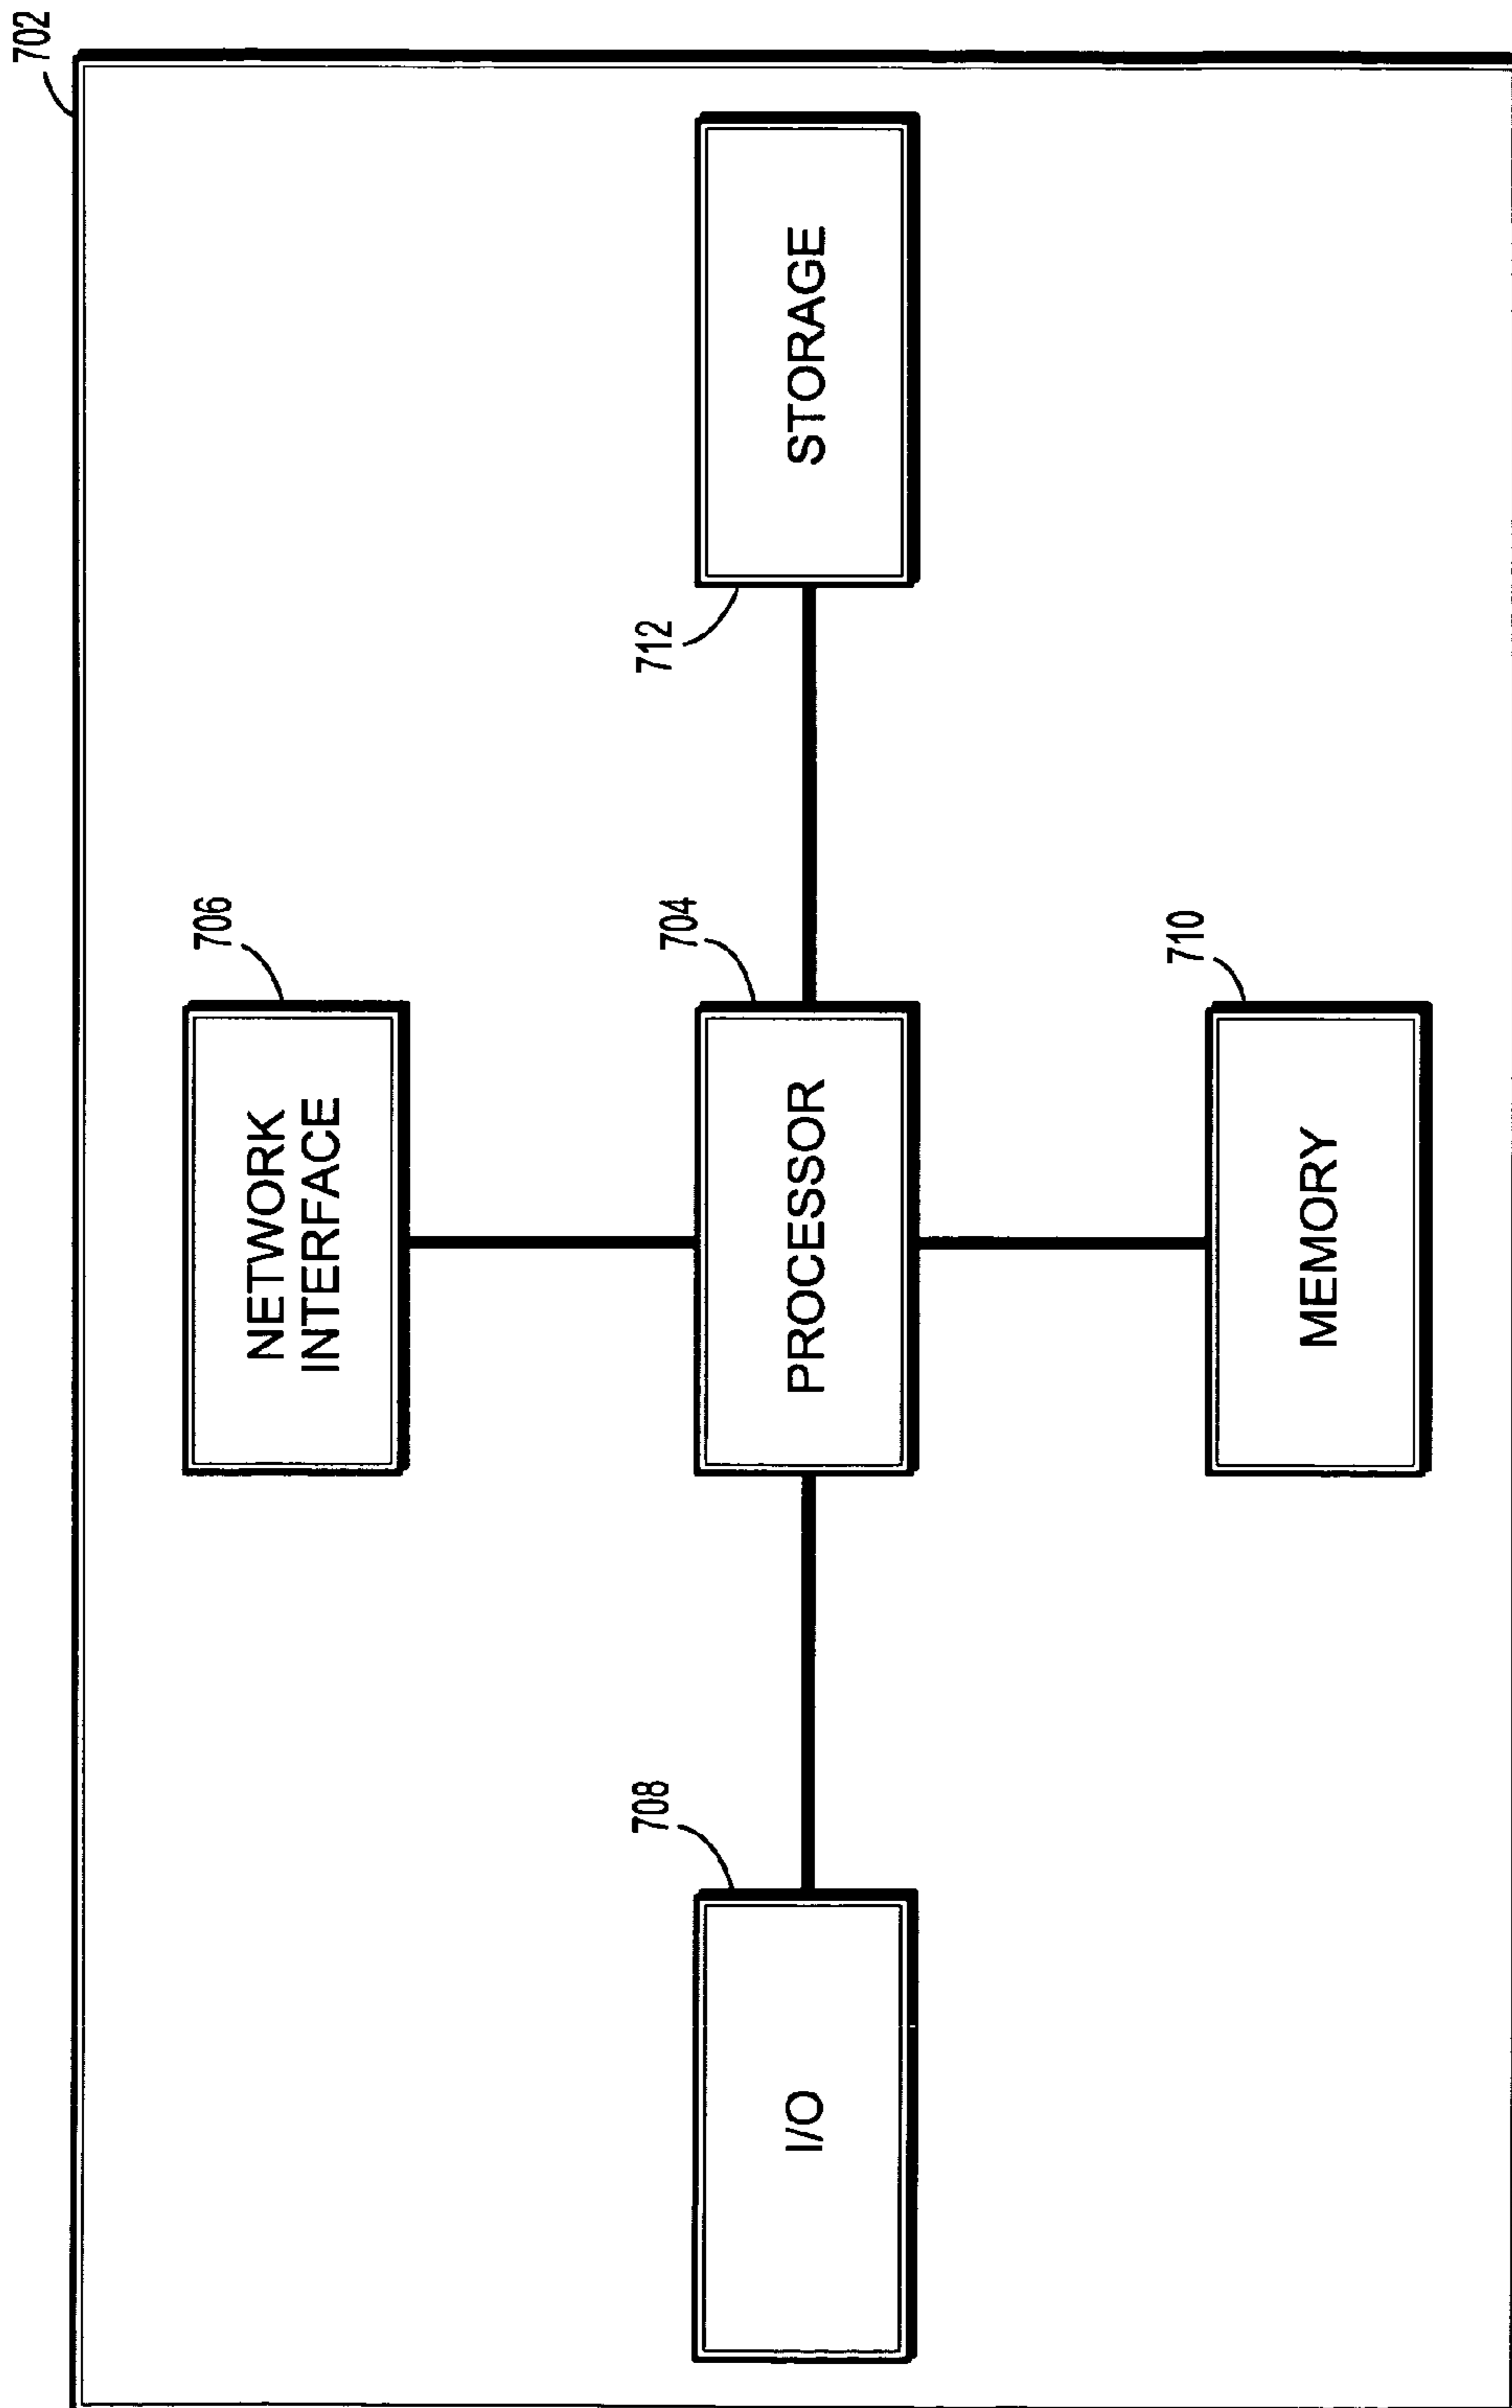 702
706
NETWORK
INTERFACE
708
I/O
704
PROCESSOR
712
STORAGE
710
MEMORY